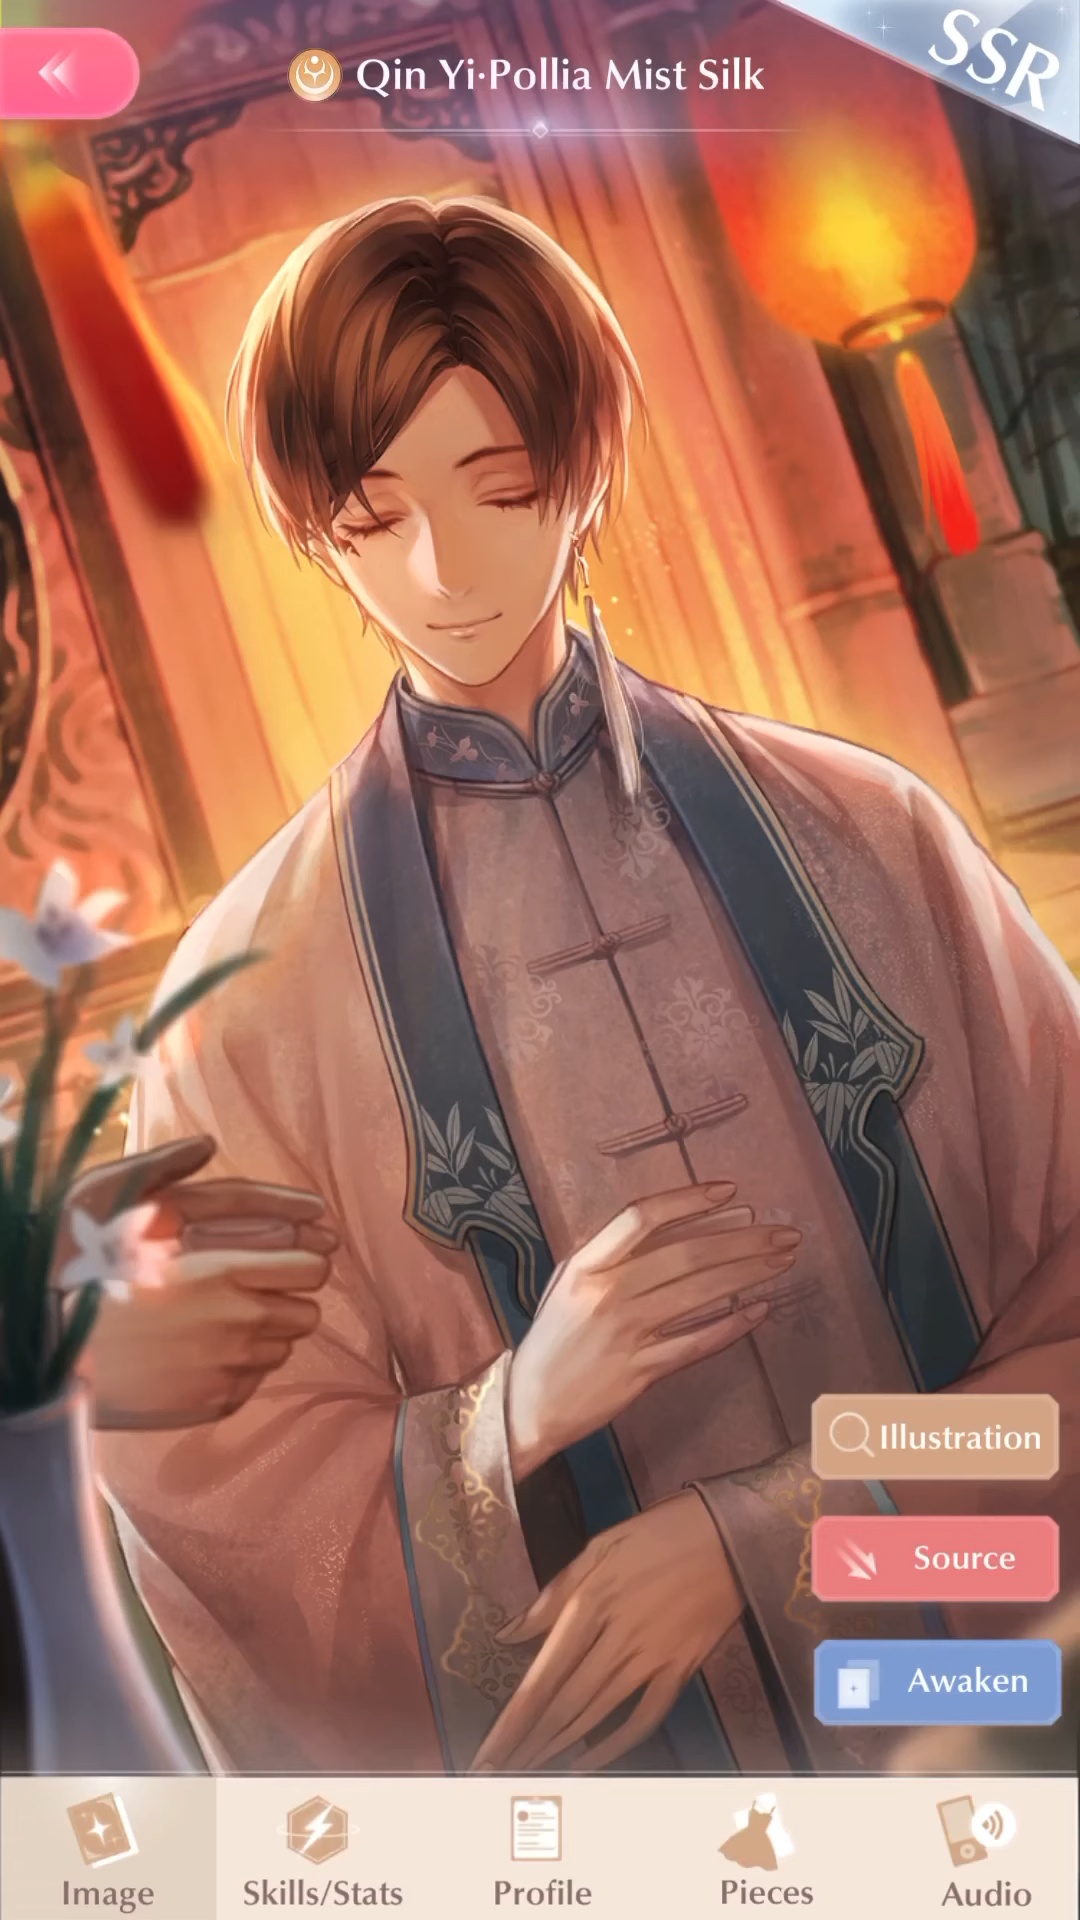 Qin Yi·Pollia Mist Silk
SSR
Illustration
Source
Awaken
Image
Skills/Stats
Profile
Pieces
Audio